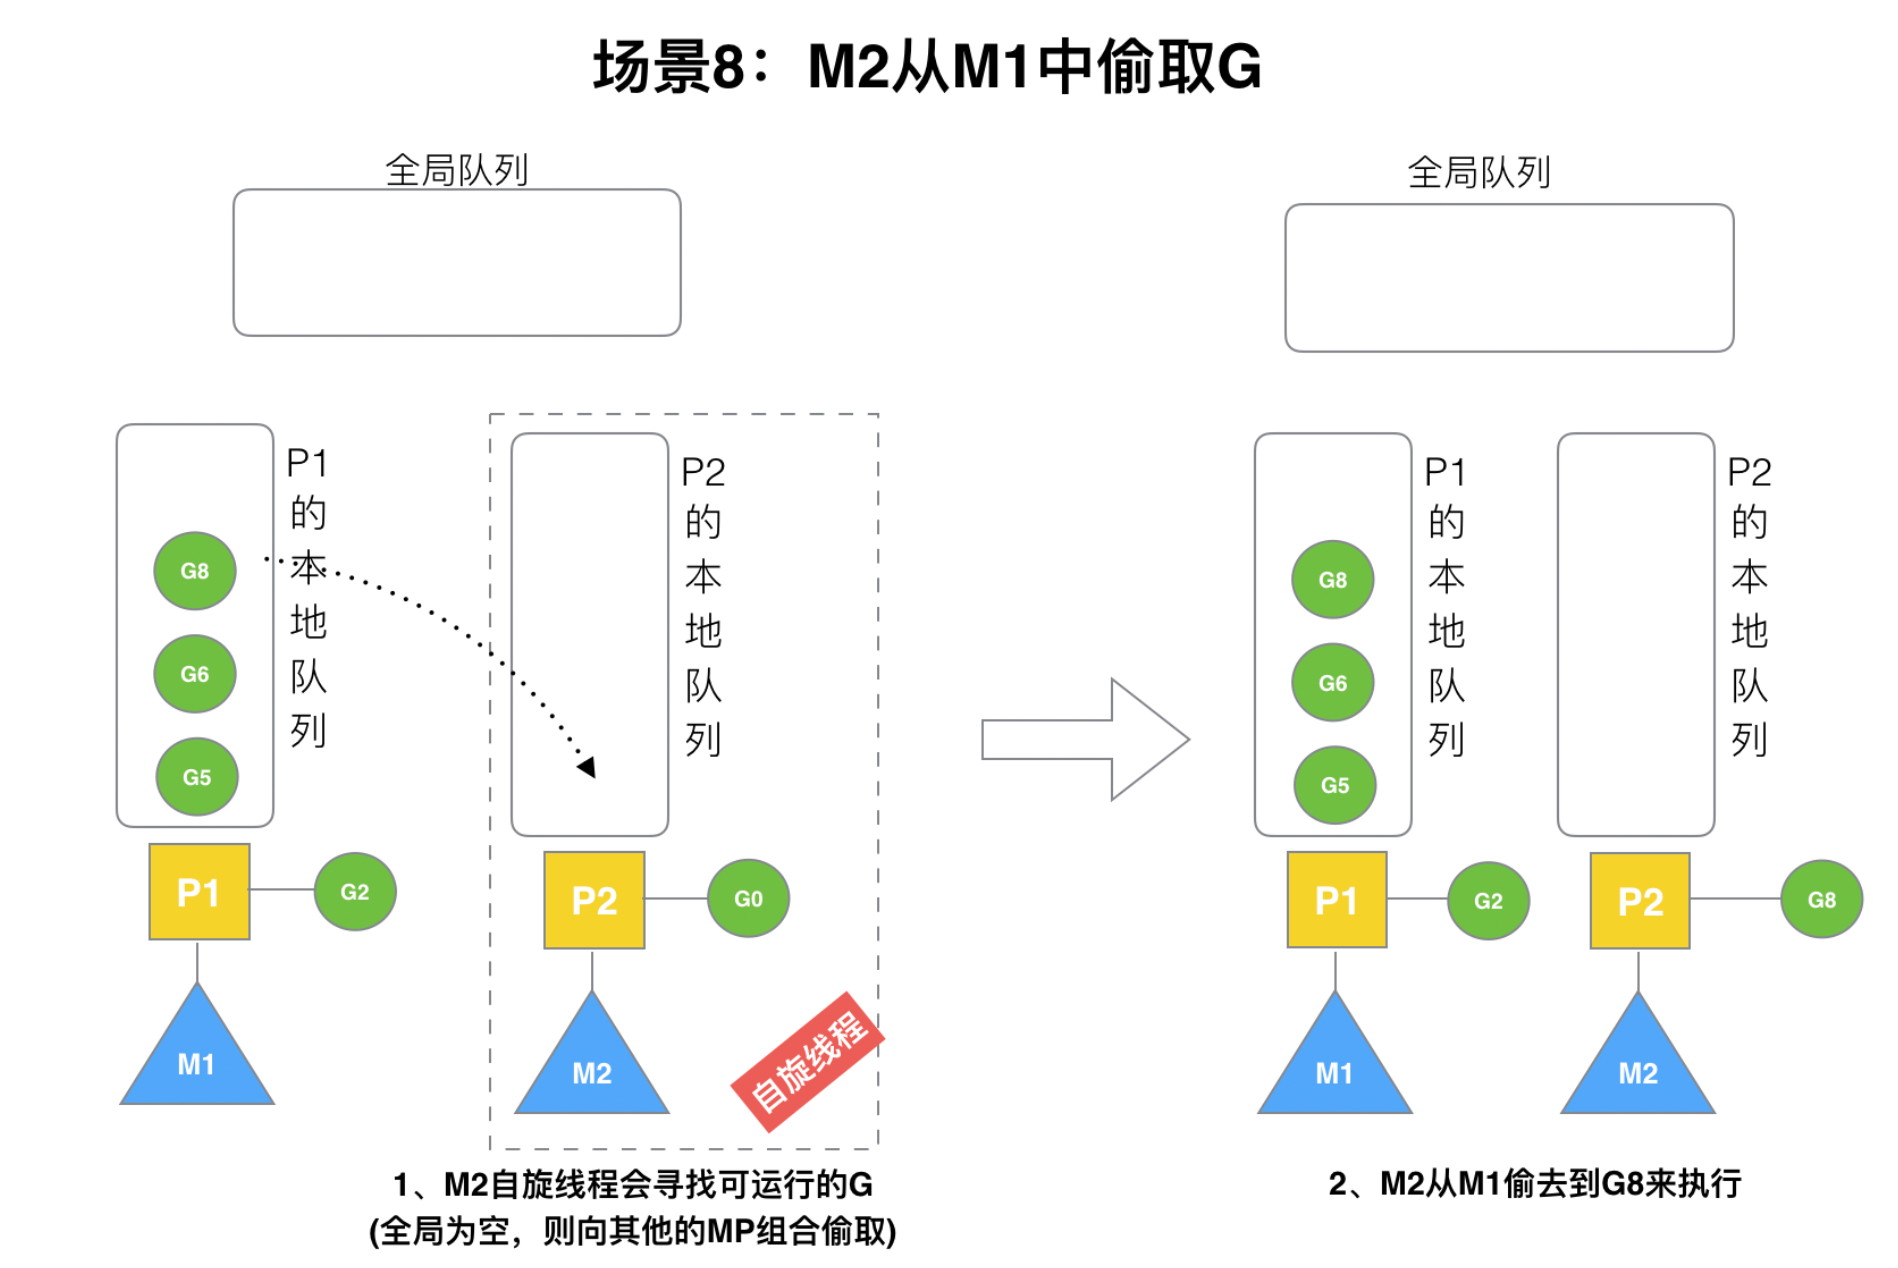 场景8：M2从M1中偷取G
全局队列
G8
G6
G5
P1的本地队列
P1
G2
M1
P2的本地队列
P2
G0
M2
自旋线程
1、M2自旋线程会寻找可运行的G
(全局为空，则向其他的MP组合偷取)
全局队列
G8
G6
G5
P1的本地队列
P1
G2
M1
P2的本地队列
P2
G8
M2
2、M2从M1偷去到G8来执行